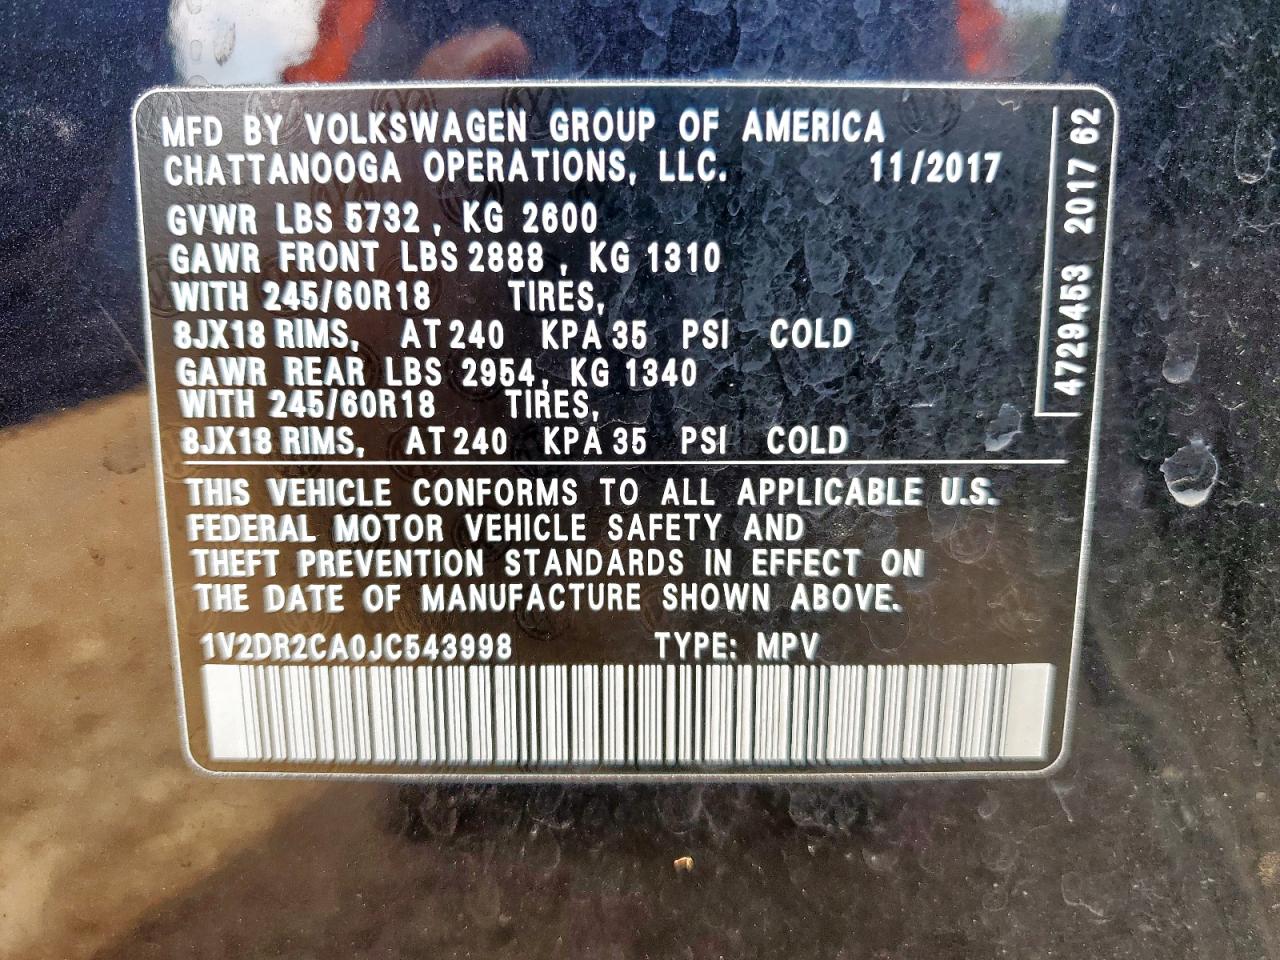 MFD BY VOLKSWAGEN GROUP OF AMERICA
CHATTANOOGA OPERATIONS, LLC. 11/2017
GVWR LBS 5732, KG 2600
GAWR FRONT LBS 2888, KG 1310
WITH 245/60R18 TIRES,
8JX18 RIMS, AT 240 KPA 35 PSI COLD
GAWR REAR LBS 2954, KG 1340
WITH 245/60R18 TIRES,
8JX18 RIMS, AT 240 KPA 35 PSI COLD
THIS VEHICLE CONFORMS TO ALL APPLICABLE U.S.
FEDERAL MOTOR VEHICLE SAFETY AND
THEFT PREVENTION STANDARDS IN EFFECT ON
THE DATE OF MANUFACTURE SHOWN ABOVE.
1V2DR2CA0JC543998 TYPE: MPV
4729453 2017 62